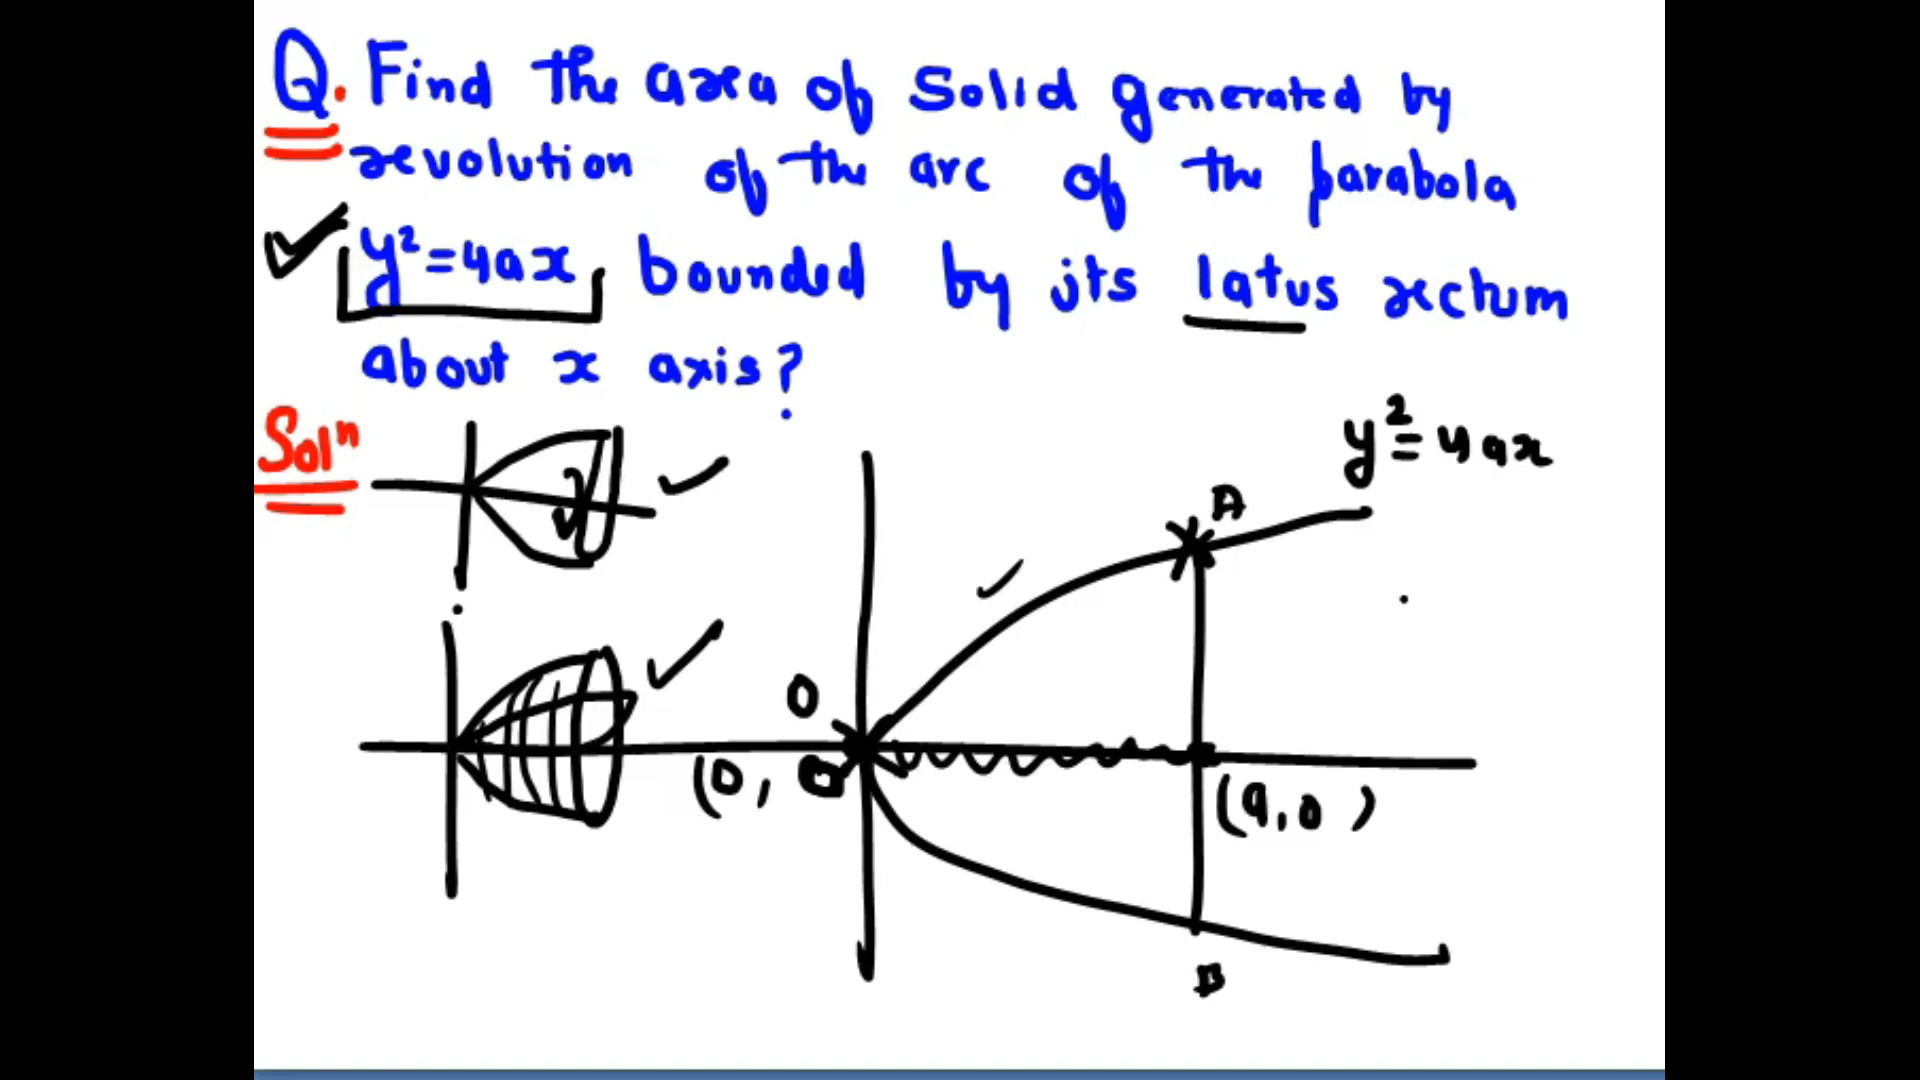 Q. Find the area of Solid generated by
revolution of the arc of the parabola
y²=4ax bounded by its latus rectum
about x axis?
Solⁿ
y²=4ax
A
O
(0, 0)
(a,0)
B